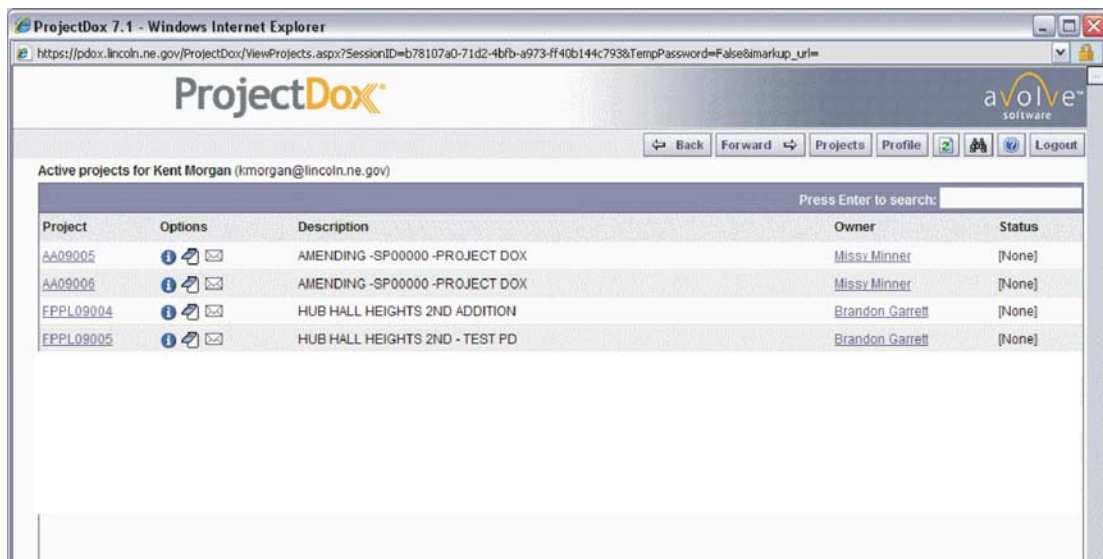 ProjectDox 7.1 - Windows Internet Explorer
https://pdox.lincoln.ne.gov/ProjectDox/ViewProjects.aspx?SessionID=b78107a0-71d2-4bfb-a973-ff40b144c793&TempPassword=False&imarkup_url=
ProjectDox
avolve™
software
Back Forward Projects Profile Logout
Active projects for Kent Morgan (kmorgan@lincoln.ne.gov)
Press Enter to search:
Project Options Description Owner Status
AA09005 AMENDING -SP00000 -PROJECT DOX Missy Minner [None]
AA09006 AMENDING -SP00000 -PROJECT DOX Missy Minner [None]
FPPL09004 HUB HALL HEIGHTS 2ND ADDITION Brandon Garrett [None]
FPPL09005 HUB HALL HEIGHTS 2ND - TEST PD Brandon Garrett [None]